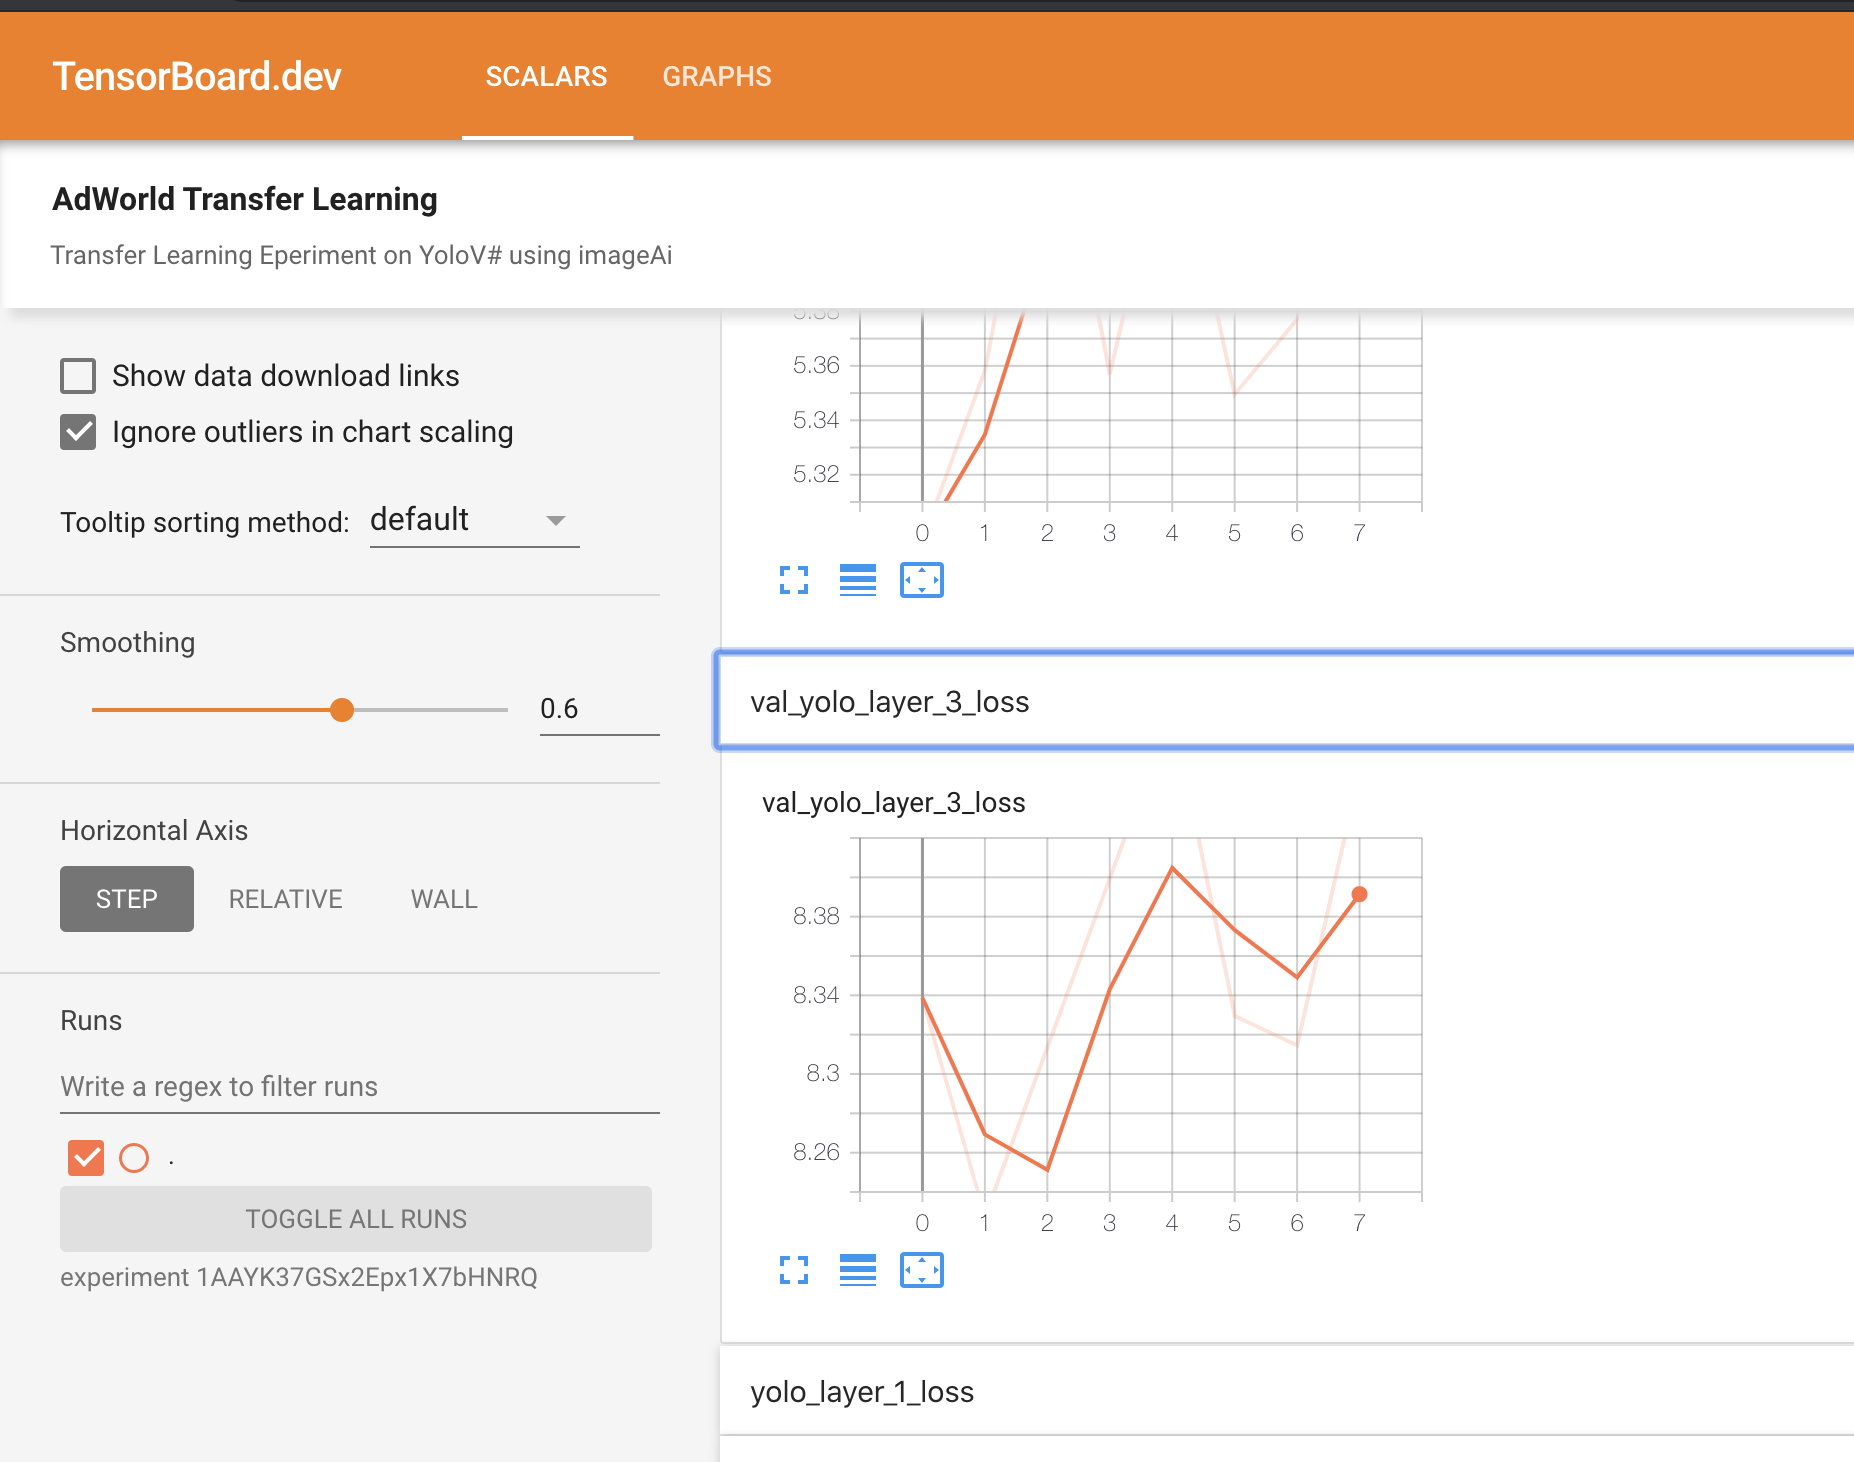 TensorBoard.dev SCALARS GRAPHS
AdWorld Transfer Learning
Transfer Learning Eperiment on YoloV# using imageAi
Show data download links
Ignore outliers in chart scaling
Tooltip sorting method: default
Smoothing
0.6
Horizontal Axis
STEP RELATIVE WALL
Runs
Write a regex to filter runs
.
TOGGLE ALL RUNS
experiment 1AAYK37GSx2Epx1X7bHNRQ
5.36
5.34
5.32
0 1 2 3 4 5 6 7
val_yolo_layer_3_loss
val_yolo_layer_3_loss
8.38
8.34
8.3
8.26
0 1 2 3 4 5 6 7
yolo_layer_1_loss